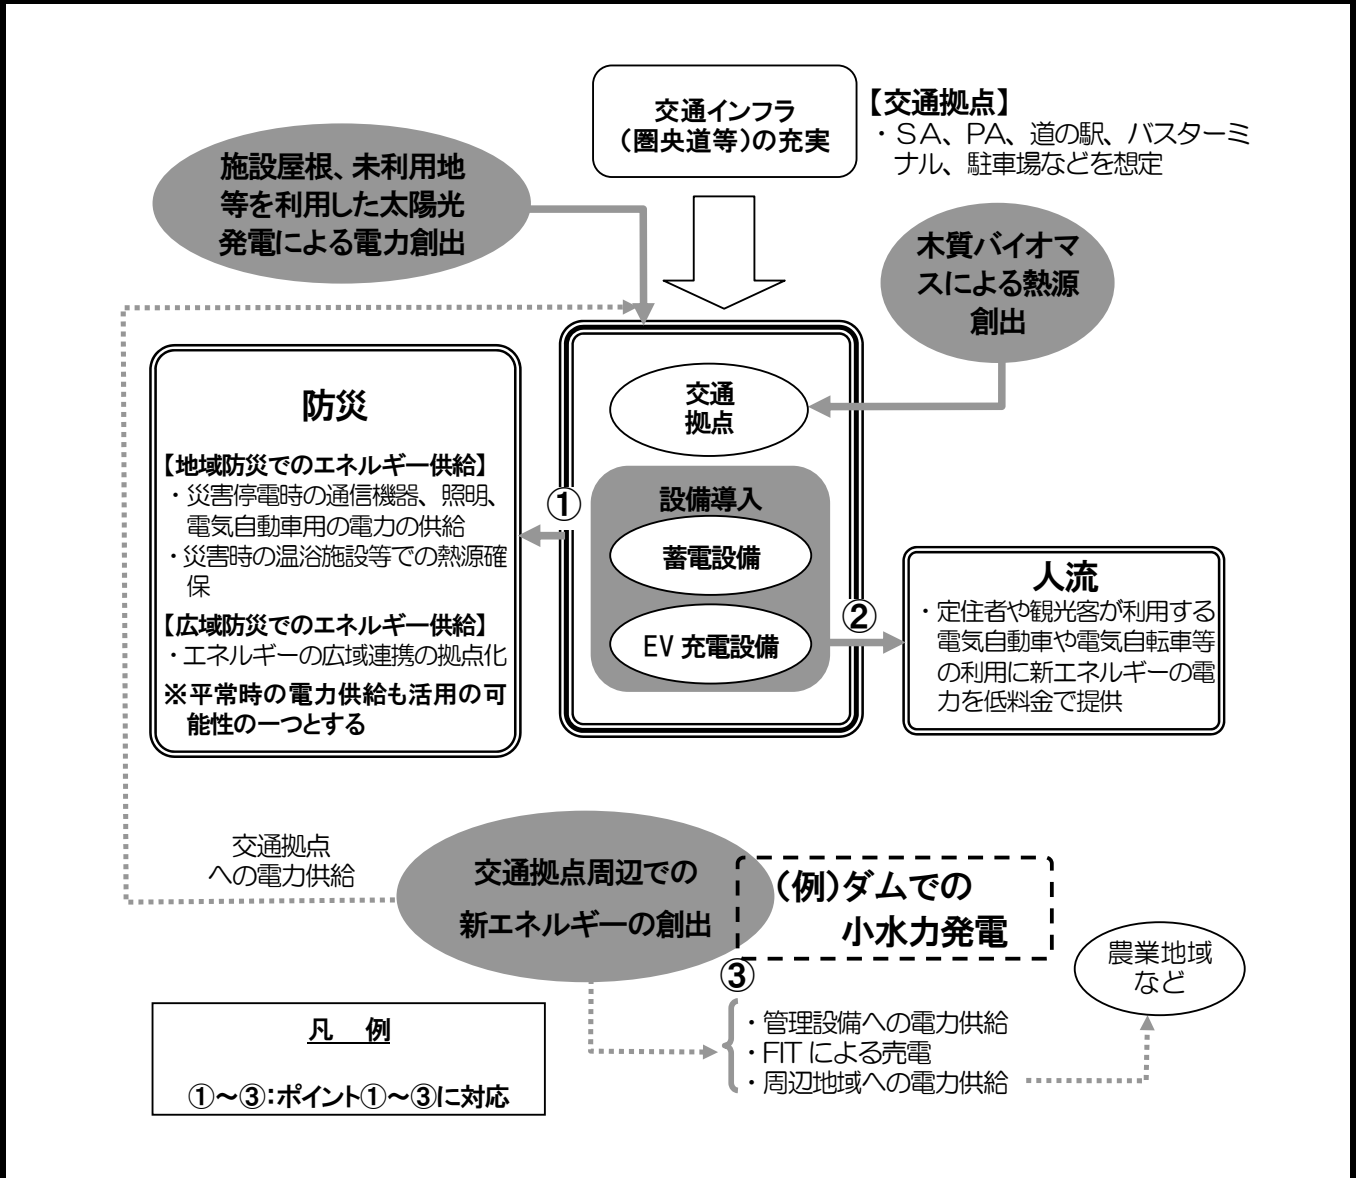 交通インフラ
（圏央道等）の充実
【交通拠点】
・ＳＡ、ＰＡ、道の駅、バスターミ
ナル、駐車場などを想定
施設屋根、未利用地
等を利用した太陽光
発電による電力創出
木質バイオマ
スによる熱源
創出
防災
【地域防災でのエネルギー供給】
・災害停電時の通信機器、照明、
電気自動車用の電力の供給
・災害時の温浴施設等での熱源確
保
【広域防災でのエネルギー供給】
・エネルギーの広域連携の拠点化
※平常時の電力供給も活用の可
能性の一つとする
交通
拠点
①
設備導入
蓄電設備
EV 充電設備
②
人流
・定住者や観光客が利用する
電気自動車や電気自転車等
の利用に新エネルギーの電
力を低料金で提供
交通拠点
への電力供給
交通拠点周辺での
新エネルギーの創出
（例）ダムでの
小水力発電
③
・管理設備への電力供給
・FIT による売電
・周辺地域への電力供給
農業地域
など
凡　例
①～③：ポイント①～③に対応